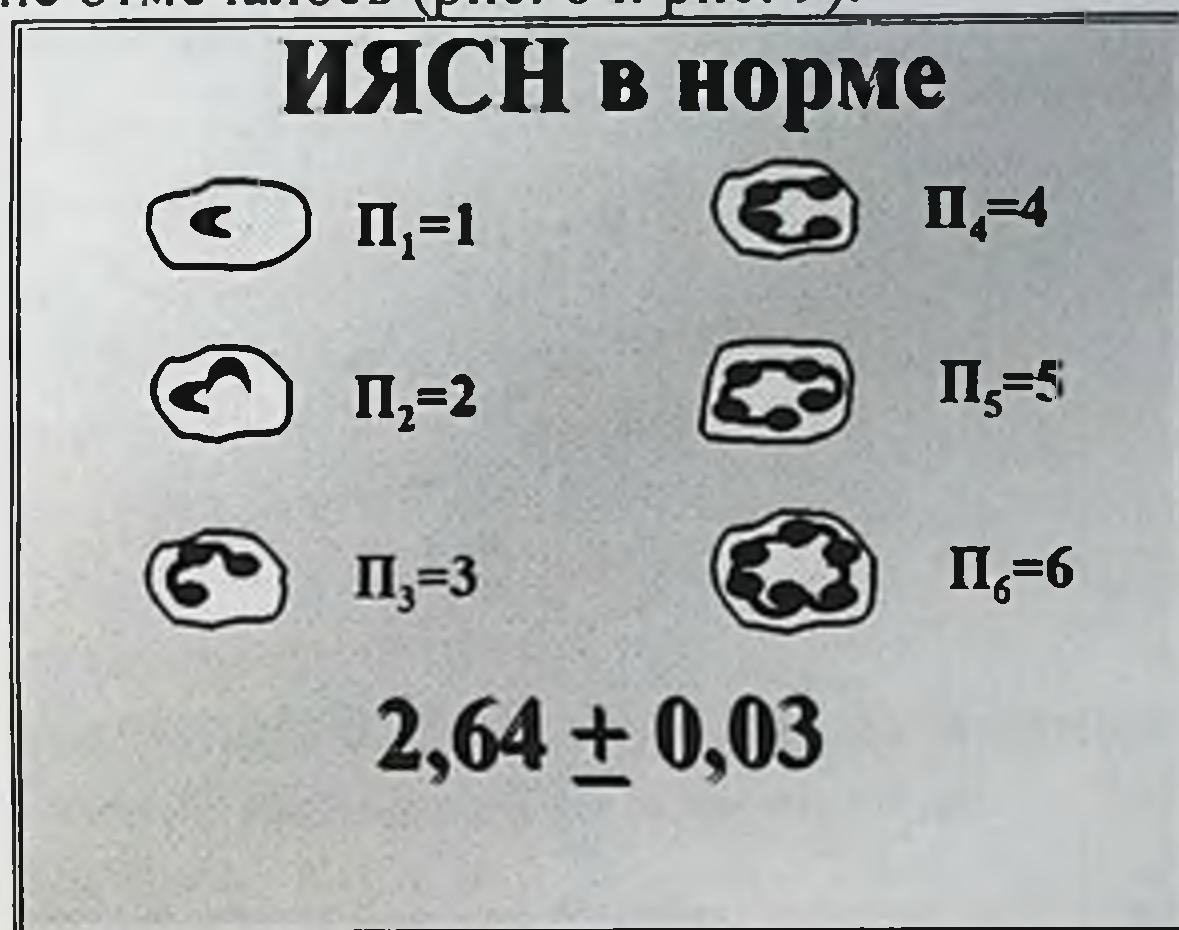 ИЯСН в норме
П₁=1
П₄=4
П₂=2
П₅=5
П₃=3
П₆=6
2,64 ± 0,03